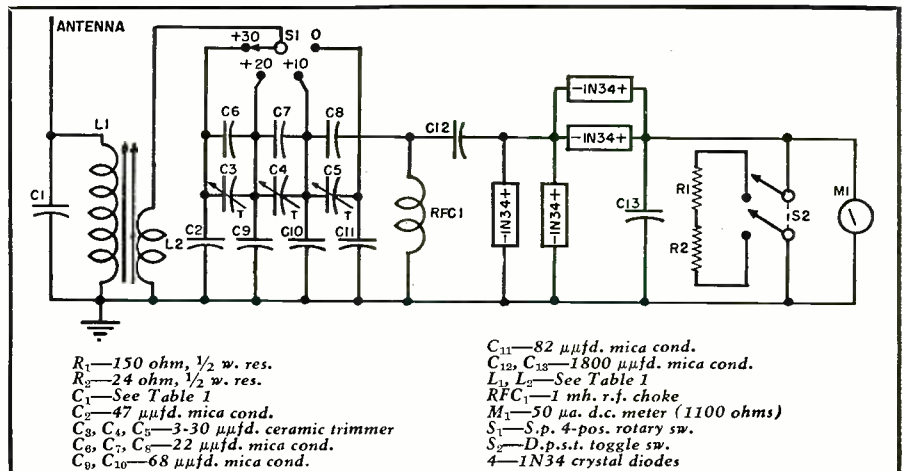 ANTENNA
+30 S1 0
+20 +10
L1
C6 C7 C8
C12
-1N34+
-1N34+
C3 C4 C5
T T T
C1
L2
C2 C9 C10 C11
RFC1
-1N34+
-1N34+
C13
R1
R2
S2
M1
R₁—150 ohm, ½ w. res.
R₂—24 ohm, ½ w. res.
C₁—See Table 1
C₂—47 μμfd. mica cond.
C₃, C₄, C₅—3-30 μμfd. ceramic trimmer
C₆, C₇, C₈—22 μμfd. mica cond.
C₉, C₁₀—68 μμfd. mica cond.
C₁₁—82 μμfd. mica cond.
C₁₂, C₁₃—1800 μμfd. mica cond.
L₁, L₂—See Table 1
RFC₁—1 mh. r.f. choke
M₁—50 μa. d.c. meter (1100 ohms)
S₁—S.p. 4-pos. rotary sw.
S₂—D.p.s.t. toggle sw.
4—1N34 crystal diodes